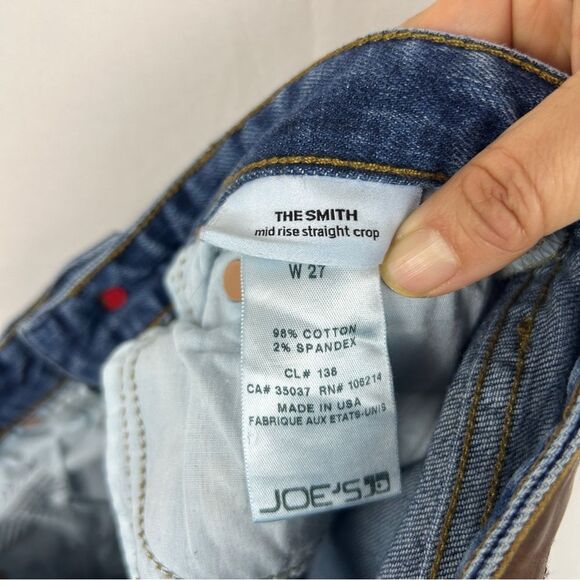 THE SMITH
mid rise straight crop
W 27
98% COTTON
2% SPANDEX
CL# 138
CA# 35037 RN# 106214
MADE IN USA
FABRIQUE AUX ETATS-UNIS
JOE'S